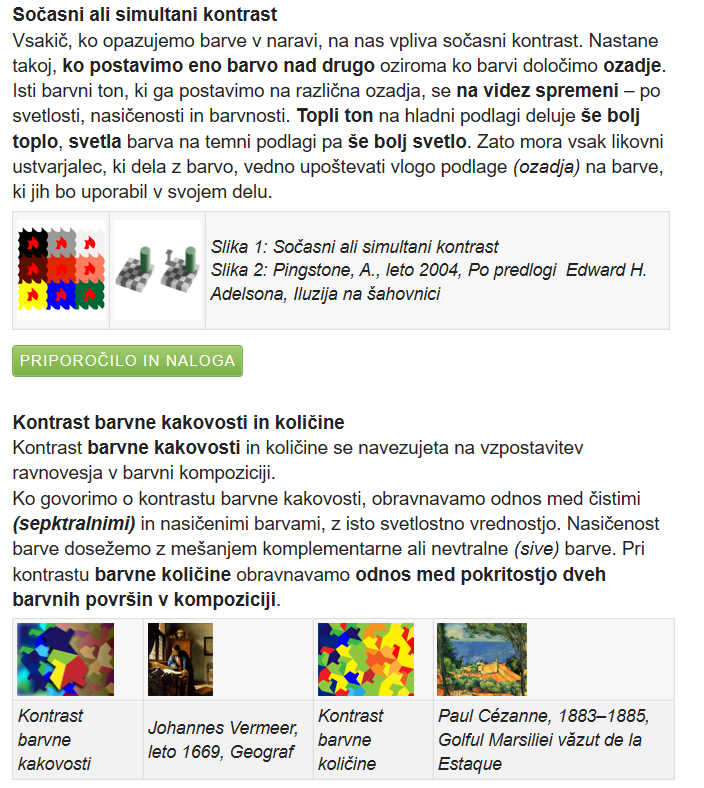 Sočasni ali simultani kontrast
Vsakič, ko opazujemo barve v naravi, na nas vpliva sočasni kontrast. Nastane
takoj, ko postavimo eno barvo nad drugo oziroma ko barvi določimo ozadje.
Isti barvni ton, ki ga postavimo na različna ozadja, se na videz spremeni – po
svetlosti, nasičenosti in barvnosti. Topli ton na hladni podlagi deluje še bolj
toplo, svetla barva na temni podlagi pa še bolj svetlo. Zato mora vsak likovni
ustvarjalec, ki dela z barvo, vedno upoštevati vlogo podlage (ozadja) na barve,
ki jih bo uporabil v svojem delu.
Slika 1: Sočasni ali simultani kontrast
Slika 2: Pingstone, A., leto 2004, Po predlogi Edward H.
Adelsona, Iluzija na šahovnici
PRIPOROČILO IN NALOGA
Kontrast barvne kakovosti in količine
Kontrast barvne kakovosti in količine se navezujeta na vzpostavitev
ravnovesja v barvni kompoziciji.
Ko govorimo o kontrastu barvne kakovosti, obravnavamo odnos med čistimi
(sepktralnimi) in nasičenimi barvami, z isto svetlostno vrednostjo. Nasičenost
barve dosežemo z mešanjem komplementarne ali nevtralne (sive) barve. Pri
kontrastu barvne količine obravnavamo odnos med pokritostjo dveh
barvnih površin v kompoziciji.
Kontrast
barvne
kakovosti
Johannes Vermeer,
leto 1669, Geograf
Kontrast
barvne
količine
Paul Cézanne, 1883–1885,
Golful Marsiliei văzut de la
Estaque